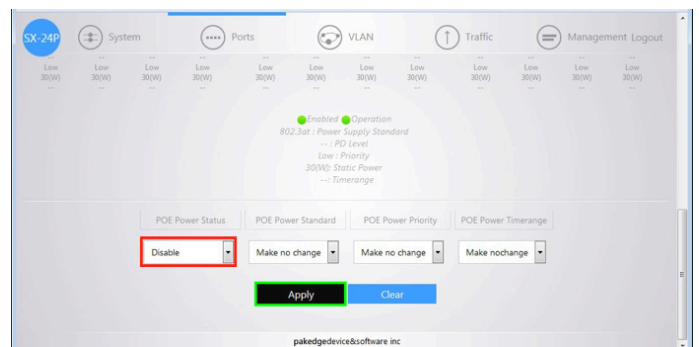 SX-24P System Ports VLAN Traffic Management Logout
-- -- -- -- -- -- -- -- -- -- -- --
Low Low Low Low Low Low Low Low Low Low Low Low
30(W) 30(W) 30(W) 30(W) 30(W) 30(W) 30(W) 30(W) 30(W) 30(W) 30(W) 30(W)
-- -- -- -- -- -- -- -- -- -- -- --
Enabled Operation
802.3at : Power Supply Standard
-- : PD Level
Low : Priority
30(W): Static Power
--: Timerange
POE Power Status POE Power Standard POE Power Priority POE Power Timerange
Disable Make no change Make no change Make nochange
Apply Clear
pakedgedevice&software inc